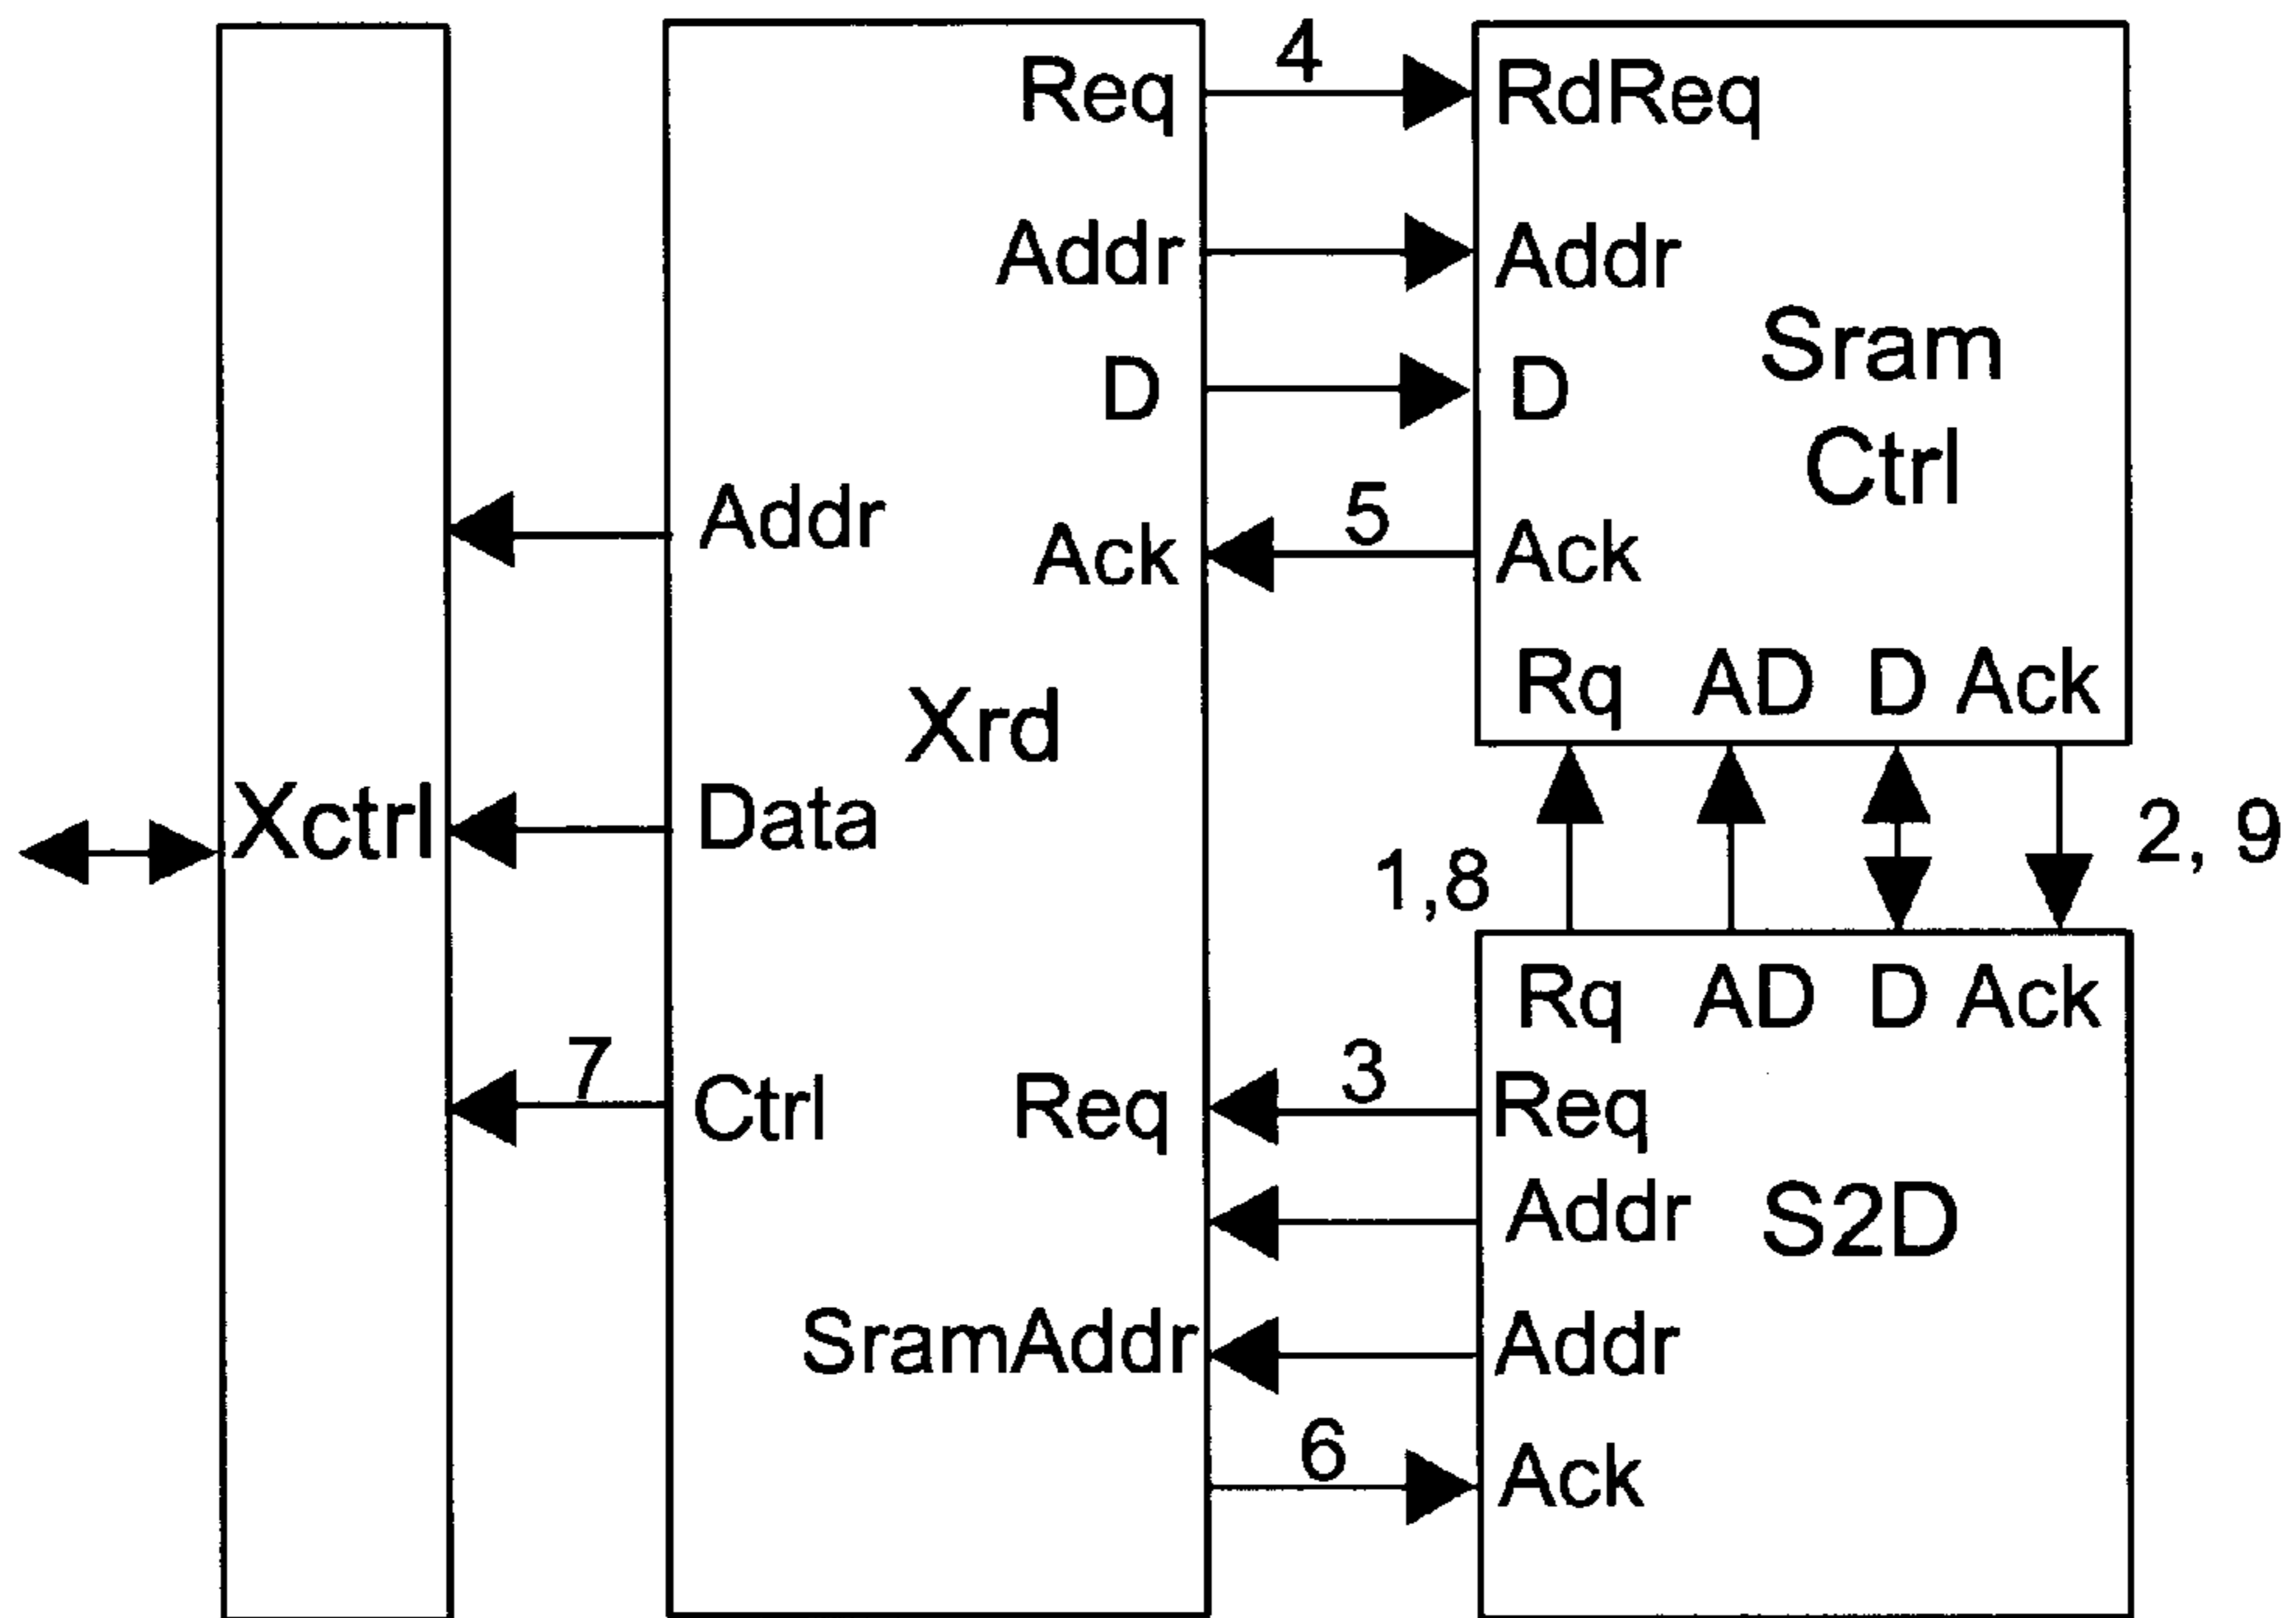 Xctrl
Addr
Data
7
Ctrl
Xrd
Req
Addr
D
Ack
Req
SramAddr
4
5
3
6
RdReq
Addr
D
Sram
Ctrl
Ack
Rq AD D Ack
1,8
2, 9
Rq AD D Ack
Req
Addr
S2D
Addr
Ack